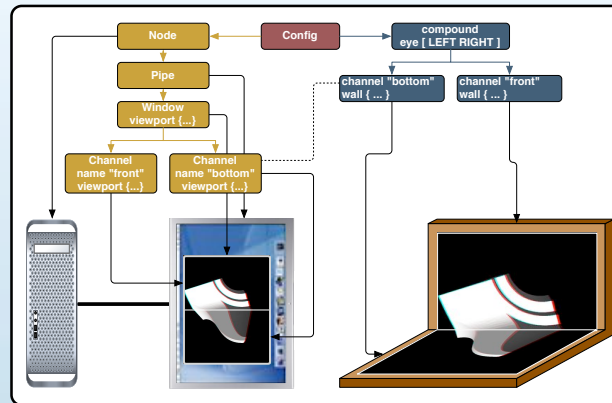 Node
Config
compound
eye [ LEFT RIGHT ]
Pipe
channel "bottom"
wall { ... }
channel "front"
wall { ... }
Window
viewport {...}
Channel
name "front"
viewport {...}
Channel
name "bottom"
viewport {...}